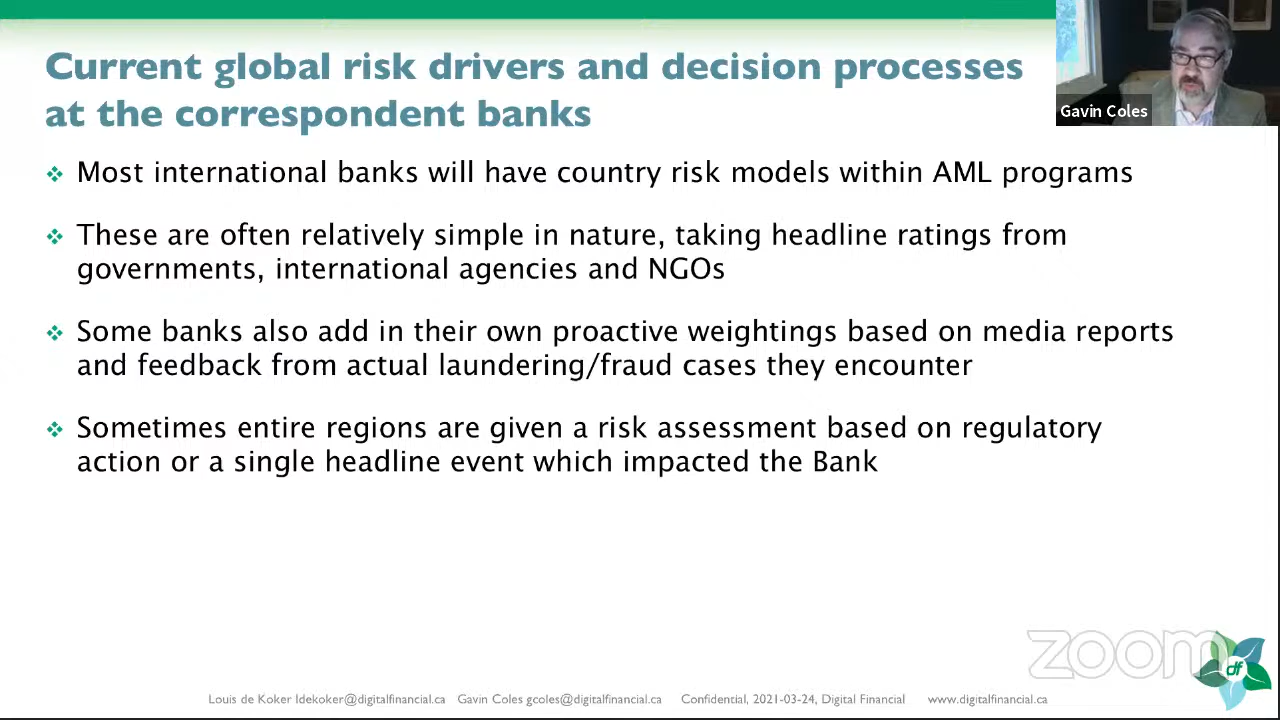 Current global risk drivers and decision processes
at the correspondent banks
Gavin Coles
Most international banks will have country risk models within AML programs
These are often relatively simple in nature, taking headline ratings from
governments, international agencies and NGOs
Some banks also add in their own proactive weightings based on media reports
and feedback from actual laundering/fraud cases they encounter
Sometimes entire regions are given a risk assessment based on regulatory
action or a single headline event which impacted the Bank
zoom
df
Louis de Koker ldekoker@digitalfinancial.ca Gavin Coles gcoles@digitalfinancial.ca Confidential, 2021-03-24, Digital Financial www.digitalfinancial.ca